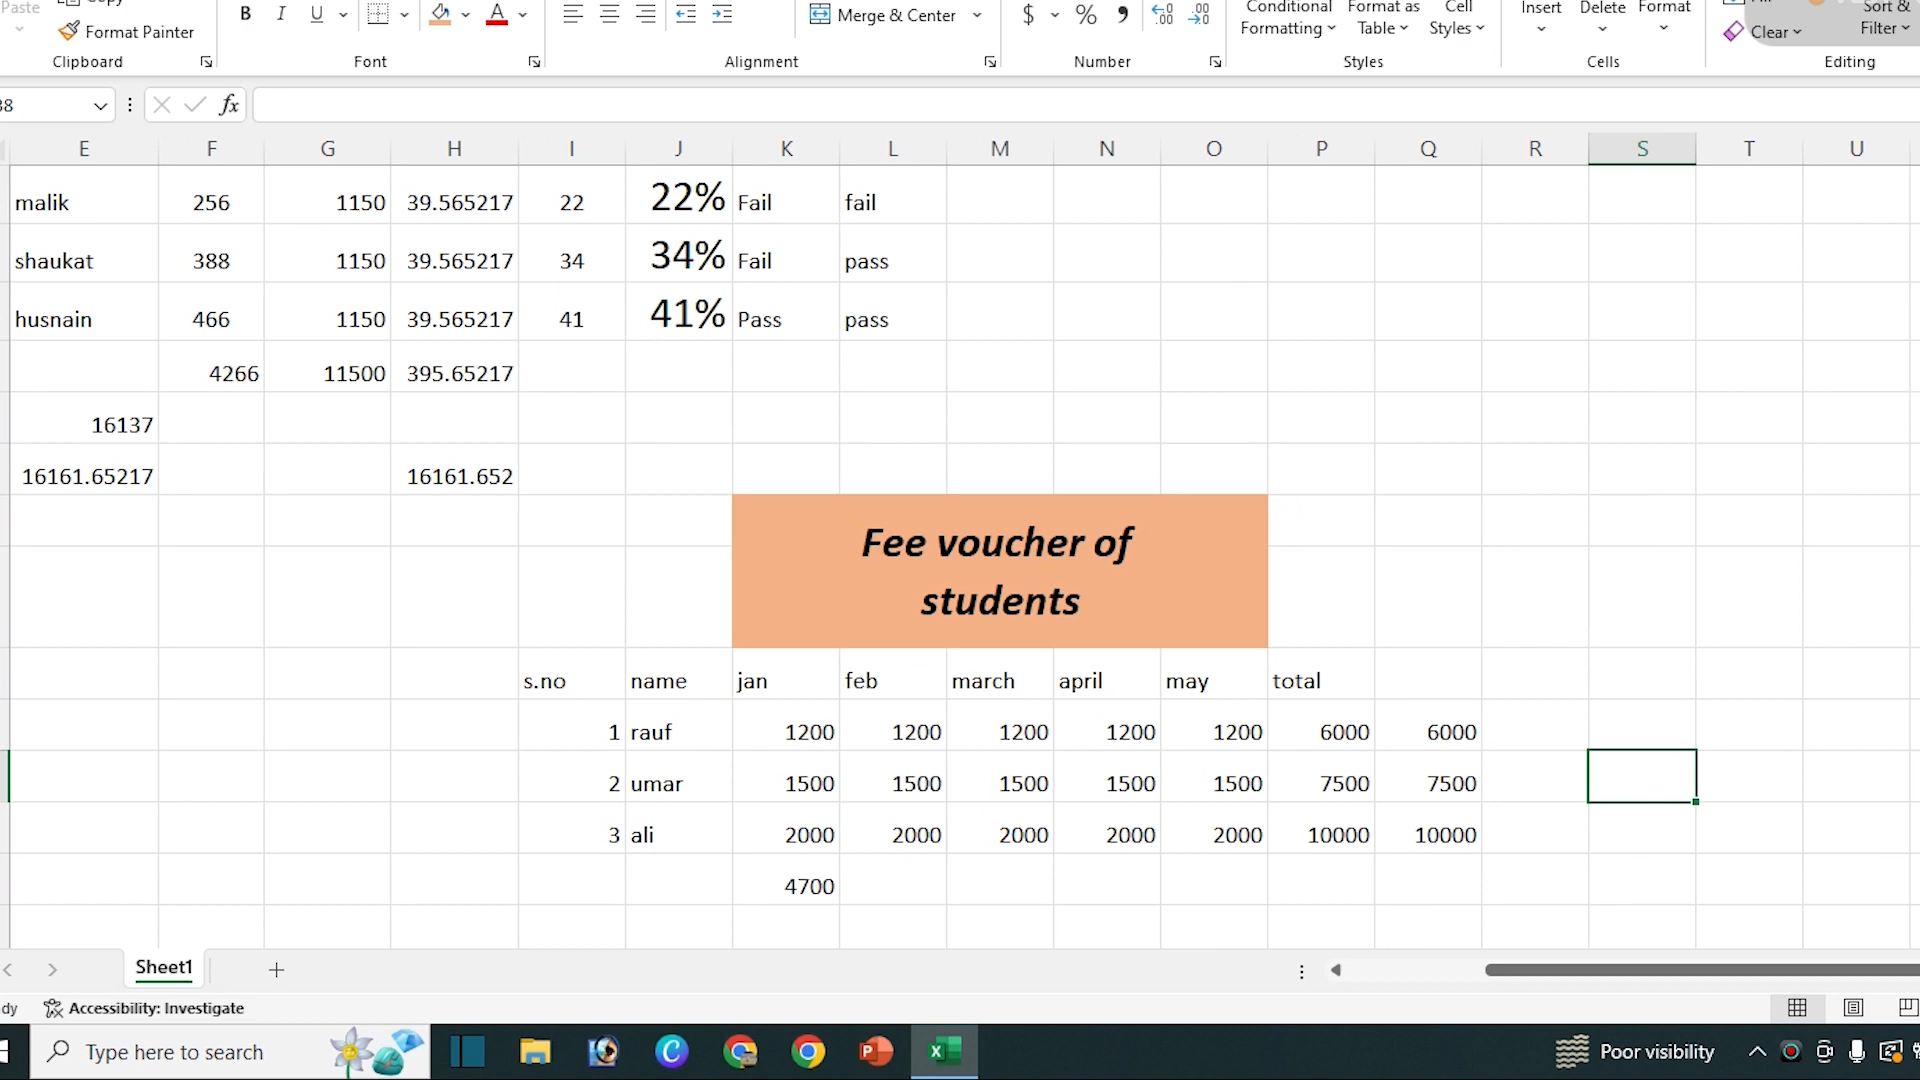 Paste
Format Painter
Clipboard
B I U
A
Font
Merge & Center
Alignment
$ % 9
Number
Conditional Formatting
Format as Table
Cell Styles
Styles
Insert
Delete
Format
Cells
Clear
Sort & Filter
Editing
38
fx
E F G H I J K L M N O P Q R S T U
malik 256 1150 39.565217 22 22% Fail fail
shaukat 388 1150 39.565217 34 34% Fail pass
husnain 466 1150 39.565217 41 41% Pass pass
4266 11500 395.65217
16137
16161.65217 16161.652
Fee voucher of
students
s.no name jan feb march april may total
1 rauf 1200 1200 1200 1200 1200 6000 6000
2 umar 1500 1500 1500 1500 1500 7500 7500
3 ali 2000 2000 2000 2000 2000 10000 10000
4700
Sheet1
dy Accessibility: Investigate
Type here to search
Poor visibility